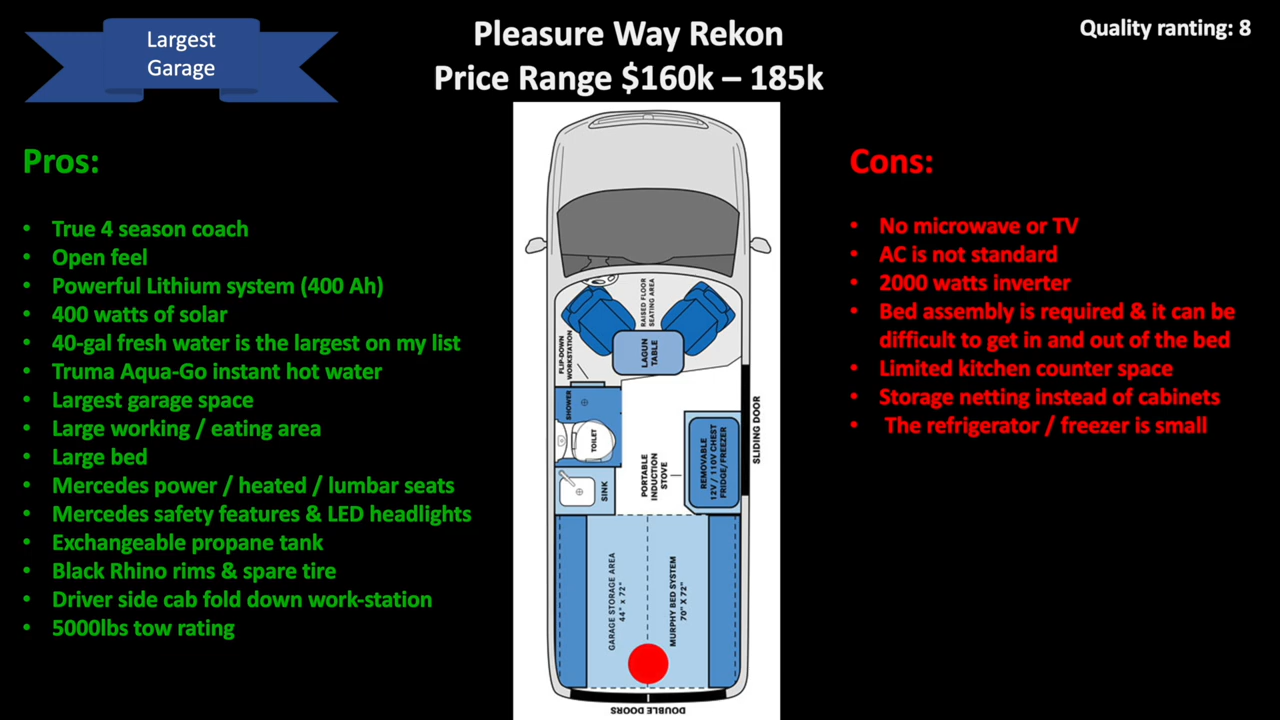 Largest
Garage
Pleasure Way Rekon
Price Range $160k – 185k
Quality ranting: 8
Pros:
• True 4 season coach
• Open feel
• Powerful Lithium system (400 Ah)
• 400 watts of solar
• 40-gal fresh water is the largest on my list
• Truma Aqua-Go instant hot water
• Largest garage space
• Large working / eating area
• Large bed
• Mercedes power / heated / lumbar seats
• Mercedes safety features & LED headlights
• Exchangeable propane tank
• Black Rhino rims & spare tire
• Driver side cab fold down work-station
• 5000lbs tow rating
RAISED FLOOR
SEATING AREA
FLIP-DOWN
WORKSTATION
LAGUN
TABLE
SHOWER
TOILET
SINK
PORTABLE
INDUCTION
STOVE
REMOVABLE
12V / 110V CHEST
FRIDGE/FREEZER
SLIDING DOOR
GARAGE STORAGE AREA
44" x 72"
MURPHY BED SYSTEM
70" X 72"
DOUBLE DOORS
Cons:
• No microwave or TV
• AC is not standard
• 2000 watts inverter
• Bed assembly is required & it can be
difficult to get in and out of the bed
• Limited kitchen counter space
• Storage netting instead of cabinets
• The refrigerator / freezer is small